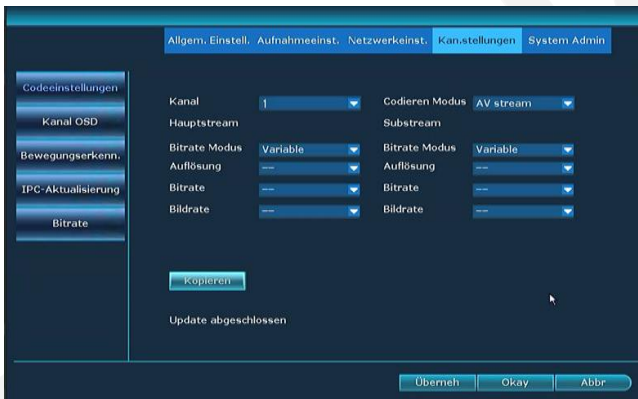 Allgem. Einstell. Aufnahmeeinst. Netzwerkeinst. Kan.stellungen System Admin
Codeeinstellungen
Kanal OSD
Bewegungserkenn.
IPC-Aktualisierung
Bitrate
Kanal 1 Codieren Modus AV stream
Hauptstream Substream
Bitrate Modus Variable Bitrate Modus Variable
Auflösung -- Auflösung --
Bitrate -- Bitrate --
Bildrate -- Bildrate --
Kopieren
Update abgeschlossen
Überneh Okay Abbr